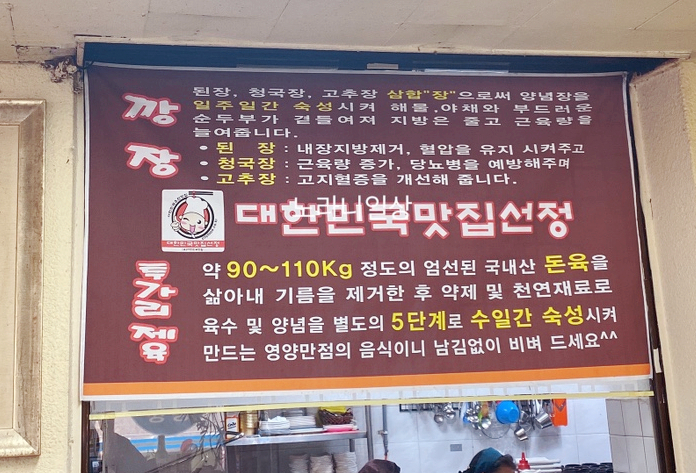 깡장
된장, 청국장, 고추장 삼합"장"으로써 양념장을
일주일간 숙성시켜 해물.야채와 부드러운
순두부가 곁들여져 지방은 줄고 근육량을
늘여줍니다.
• 된 장 : 내장지방제거, 혈압을 유지 시켜주고
• 청국장 : 근육량 증가, 당뇨병을 예방해주며
• 고추장 : 고지혈증을 개선해 줍니다.
노래니일상
대한민국맛집선정
대한민국맛집선정
특갈제육
약 90~110Kg 정도의 엄선된 국내산 돈육을
삶아내 기름을 제거한 후 약제 및 천연재료로
육수 및 양념을 별도의 5단계로 수일간 숙성시켜
만드는 영양만점의 음식이니 남김없이 비벼 드세요^^